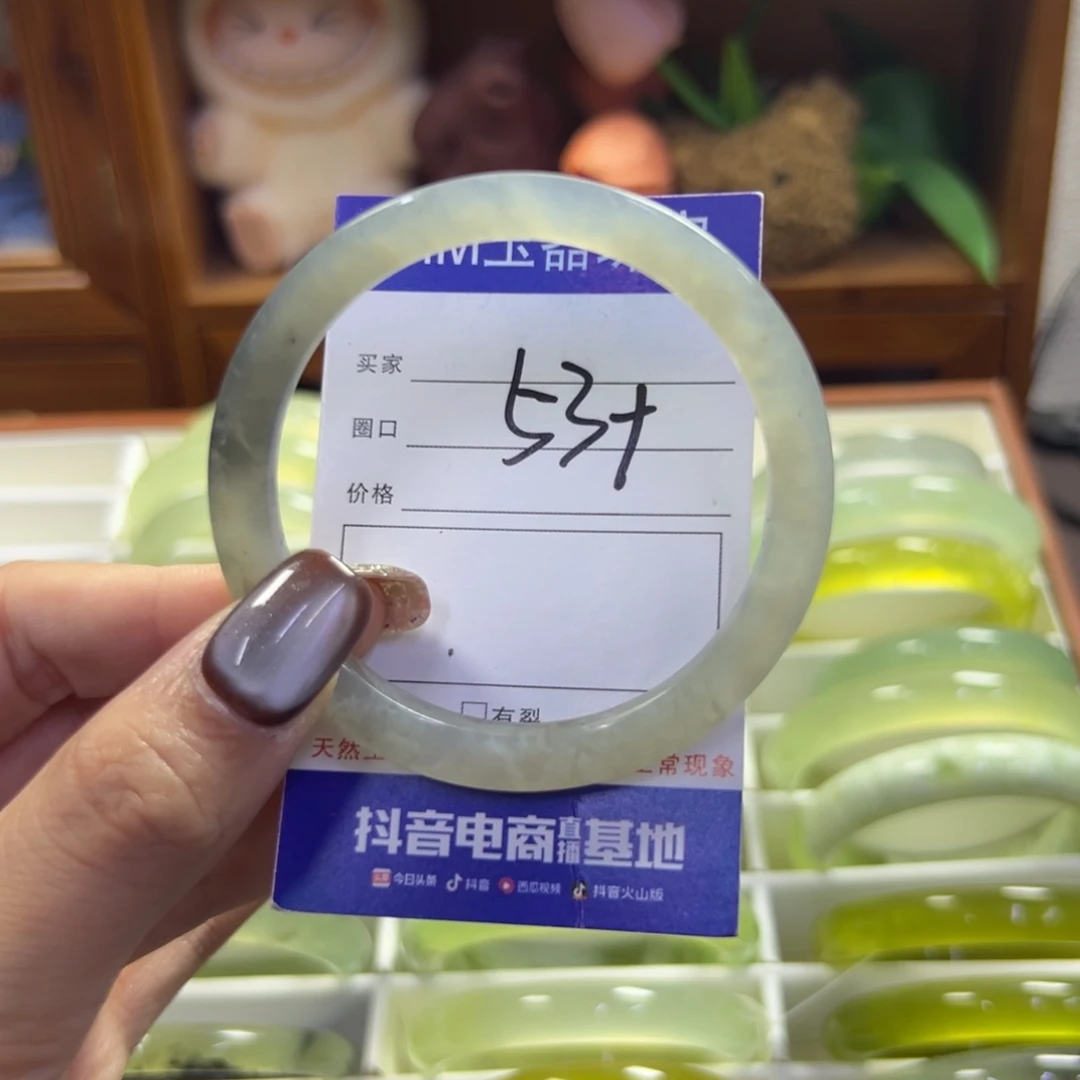 买家
53+
圈口
价格
有裂
天然
常现象
抖音电商直播基地
今日头条 抖音 西瓜视频 抖音火山版